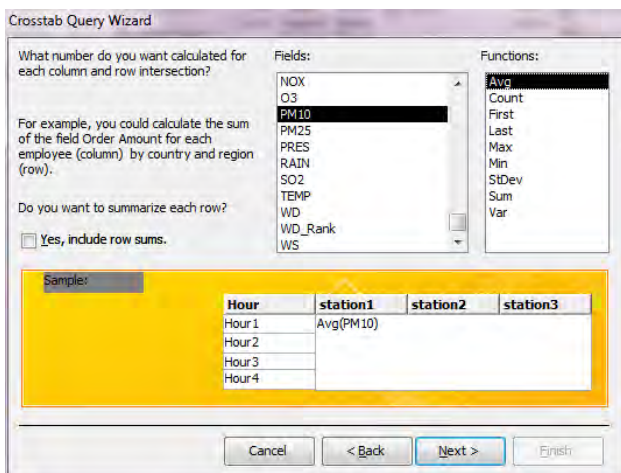 Crosstab Query Wizard
What number do you want calculated for
each column and row intersection?
For example, you could calculate the sum
of the field Order Amount for each
employee (column) by country and region
(row).
Do you want to summarize each row?
Yes, include row sums.
Fields:
NOX
O3
PM10
PM25
PRES
RAIN
SO2
TEMP
WD
WD_Rank
WS
Functions:
Avg
Count
First
Last
Max
Min
StDev
Sum
Var
Sample:
Hour station1 station2 station3
Hour1 Avg(PM10)
Hour2
Hour3
Hour4
Cancel < Back Next > Finish